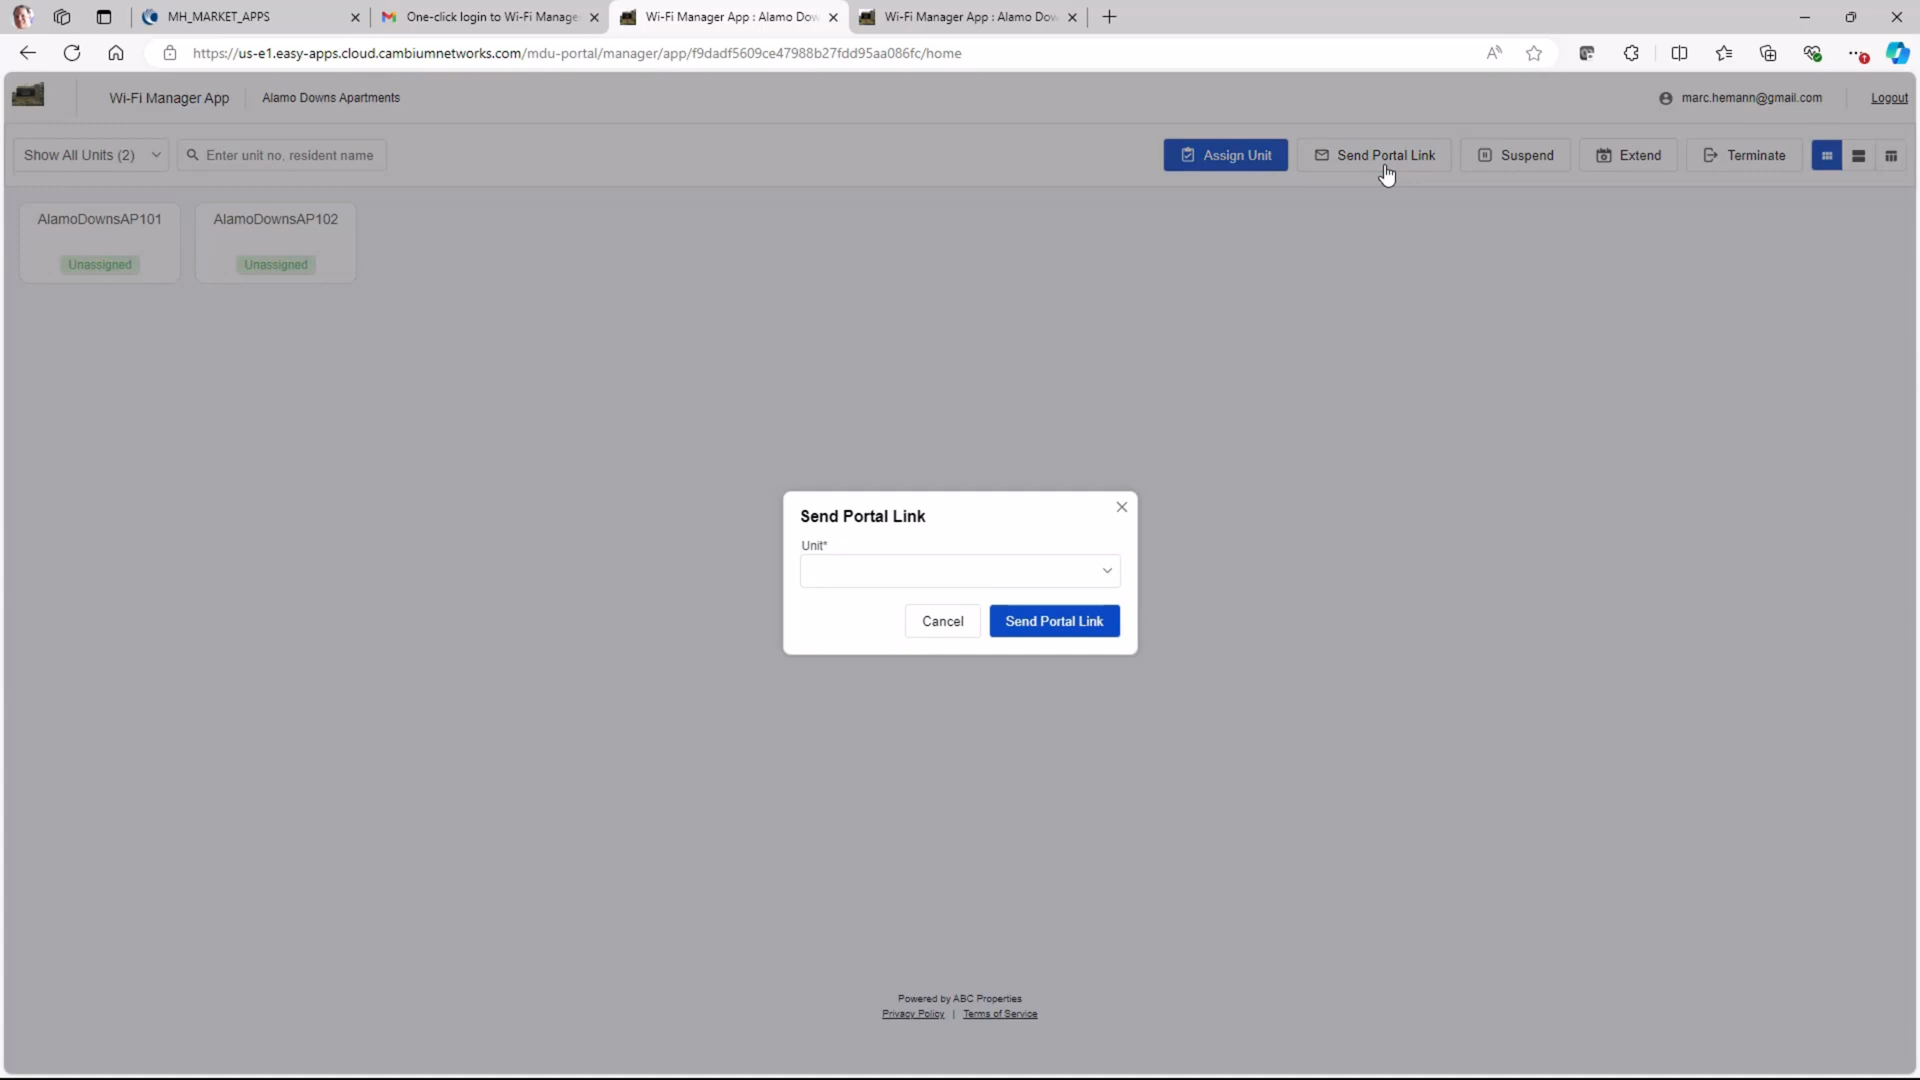 MH_MARKET_APPS
One-click login to Wi-Fi Manage
Wi-Fi Manager App : Alamo Dow
Wi-Fi Manager App : Alamo Dow
https://us-e1.easy-apps.cloud.cambiumnetworks.com/mdu-portal/manager/app/f9dadf5609ce47988b27fdd95aa086fc/home
Wi-Fi Manager App
Alamo Downs Apartments
marc.hemann@gmail.com
Logout
Show All Units (2)
Enter unit no, resident name
Assign Unit
Send Portal Link
Suspend
Extend
Terminate
AlamoDownsAP101
AlamoDownsAP102
Unassigned
Unassigned
Send Portal Link
Unit*
Cancel
Send Portal Link
Powered by ABC Properties
Privacy Policy | Terms of Service